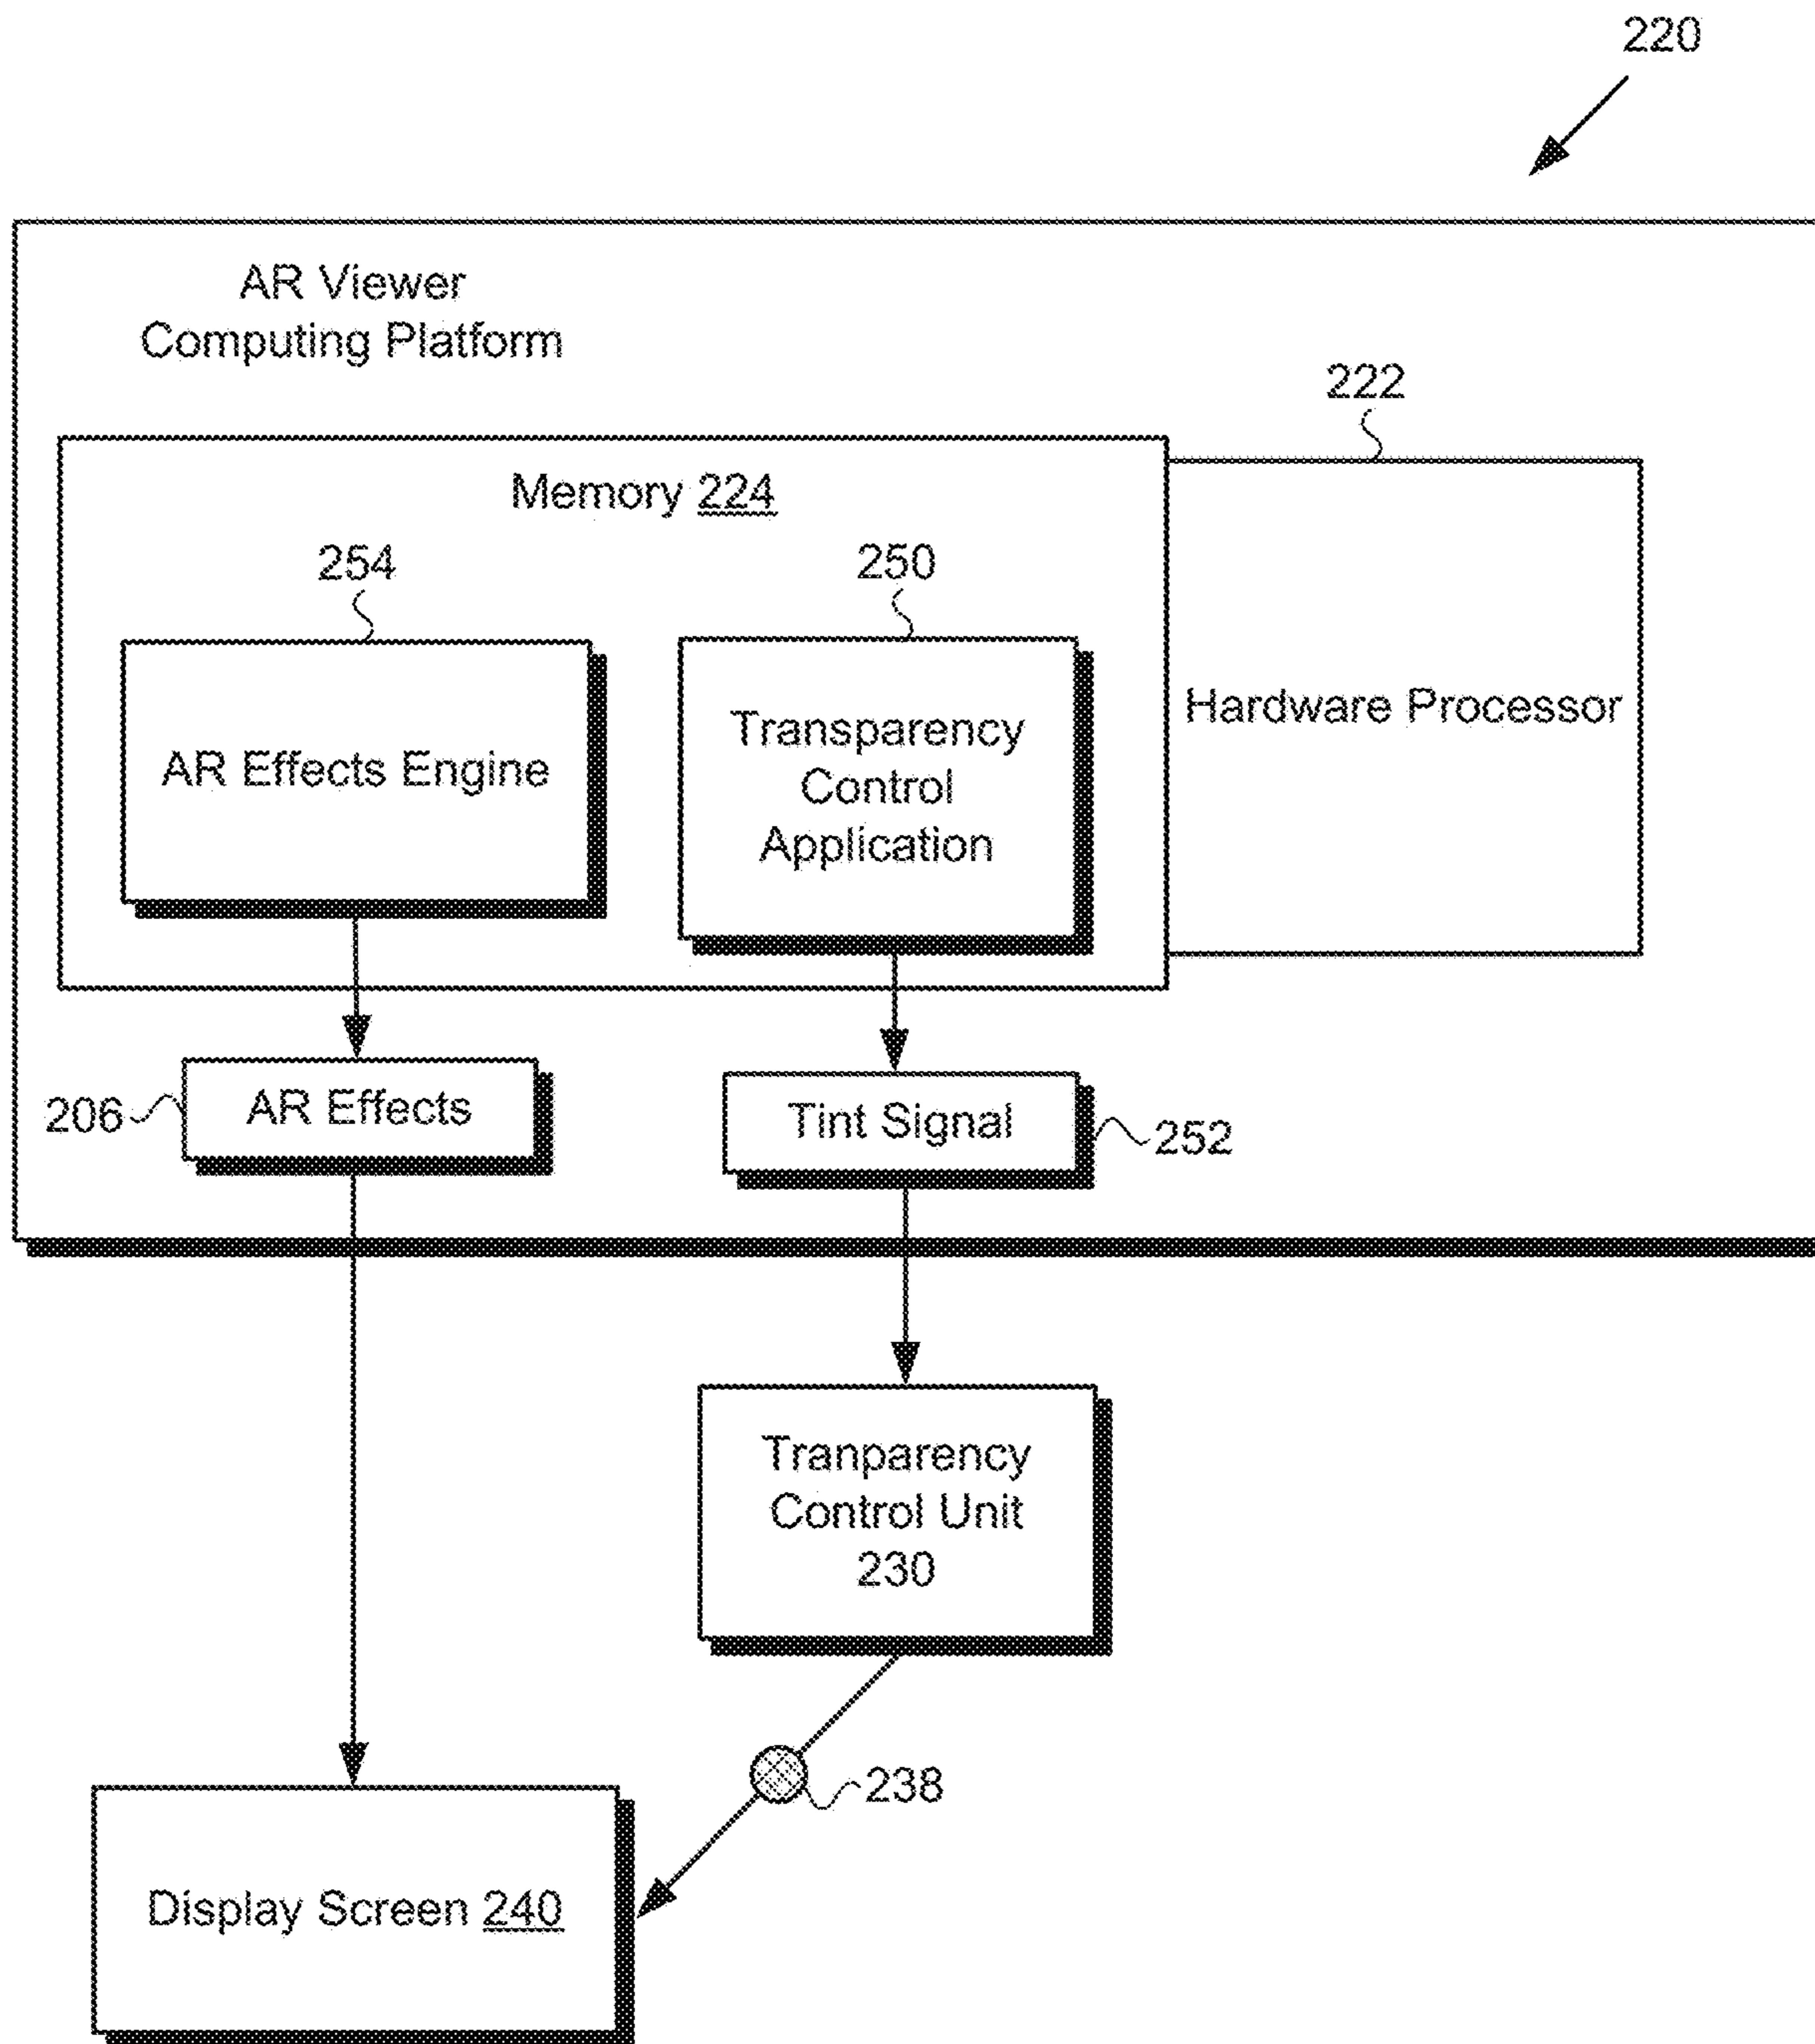 220
AR Viewer
Computing Platform
222
Memory 224
254
250
AR Effects Engine
Transparency
Control
Application
Hardware Processor
206
AR Effects
Tint Signal
252
Tranparency
Control Unit
230
238
Display Screen 240